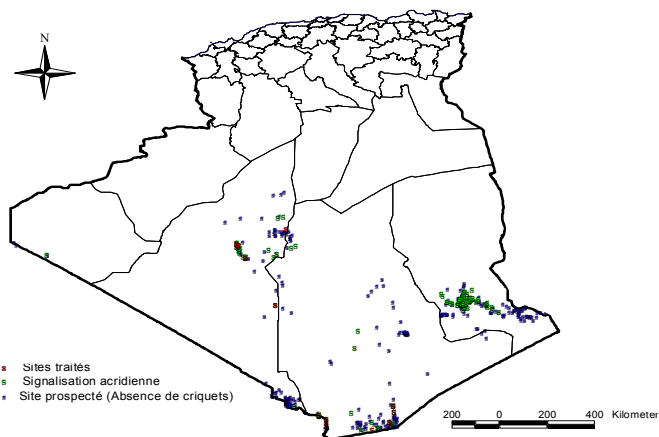 N
Sites traités
Signalisation acridienne
Site prospecté (Absence de criquets)
200 0 200 400 Kilometer